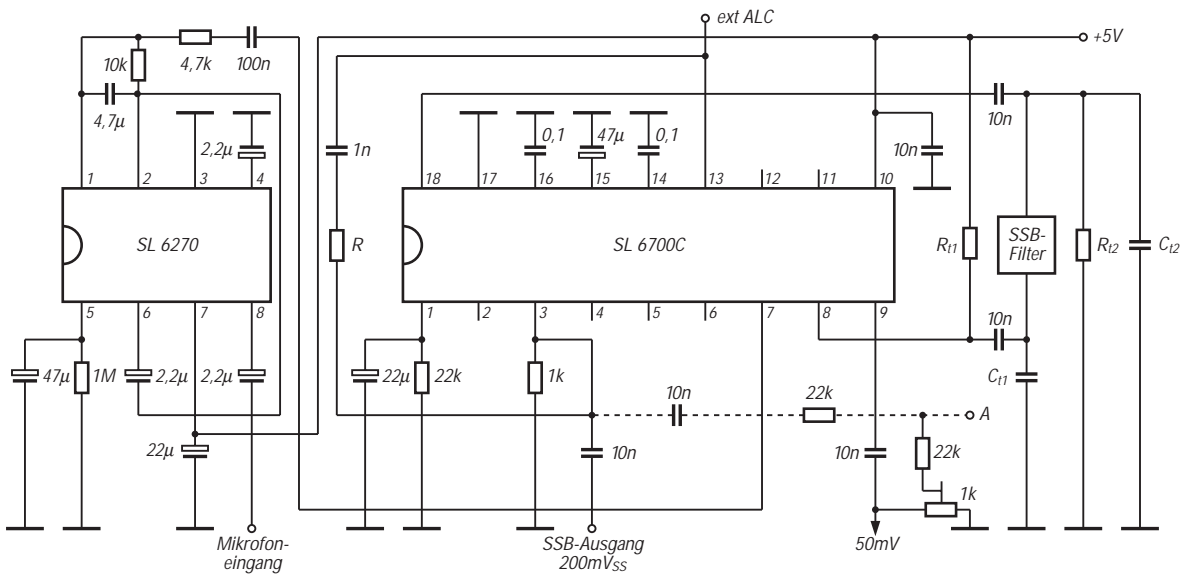 ext ALC
+5V
10k
4,7k
100n
4,7µ
10n
2,2µ
1n
0,1
47µ
0,1
10n
1
2
3
4
18
17
16
15
14
13
12
11
10
SL 6270
R
SL 6700C
Rt1
SSB-
Filter
Rt2
Ct2
5
6
7
8
1
2
3
4
5
6
7
8
9
10n
47µ
1M
2,2µ
2,2µ
22µ
22k
1k
Ct1
10n
22k
A
22µ
10n
10n
22k
1k
Mikrofon-
eingang
SSB-Ausgang
200mVSS
50mV